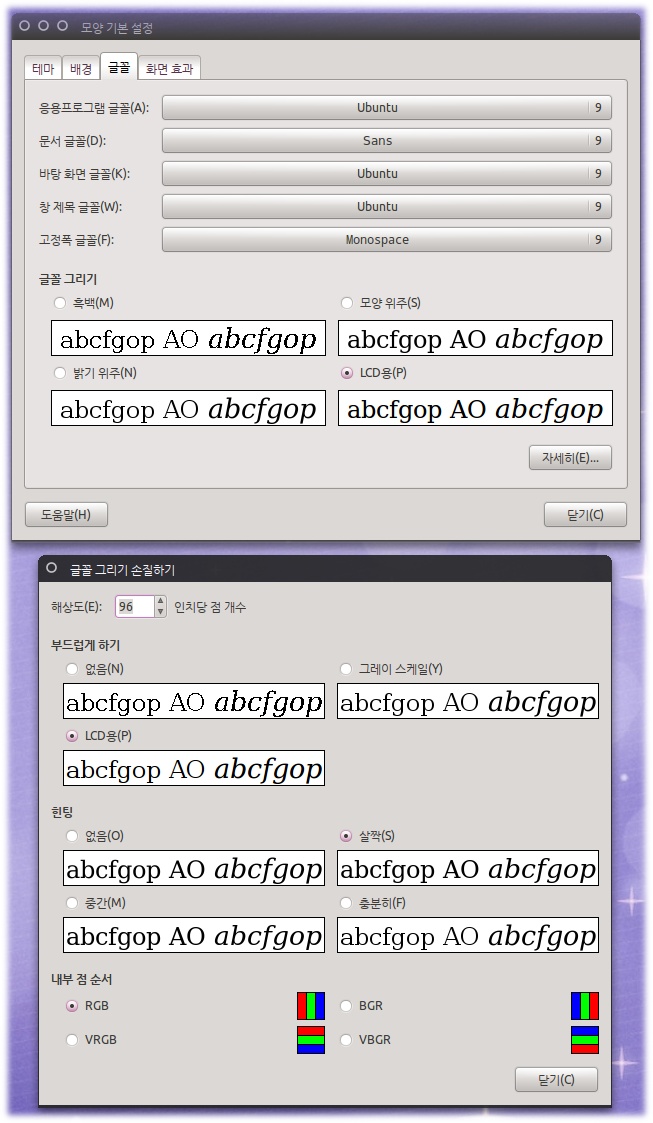 모양 기본 설정
테마 배경 글꼴 화면 효과
응용프로그램 글꼴(A): Ubuntu 9
문서 글꼴(D): Sans 9
바탕 화면 글꼴(K): Ubuntu 9
창 제목 글꼴(W): Ubuntu 9
고정폭 글꼴(F): Monospace 9
글꼴 그리기
흑백(M) 모양 위주(S)
abcfgop AO abcfgop abcfgop AO abcfgop
밝기 위주(N) LCD용(P)
abcfgop AO abcfgop abcfgop AO abcfgop
자세히(E)...
도움말(H) 닫기(C)
글꼴 그리기 손질하기
해상도(E): 96 인치당 점 개수
부드럽게 하기
없음(N) 그레이 스케일(Y)
abcfgop AO abcfgop abcfgop AO abcfgop
LCD용(P)
abcfgop AO abcfgop
힌팅
없음(O) 살짝(S)
abcfgop AO abcfgop abcfgop AO abcfgop
중간(M) 충분히(F)
abcfgop AO abcfgop abcfgop AO abcfgop
내부 점 순서
RGB BGR
VRGB VBGR
닫기(C)